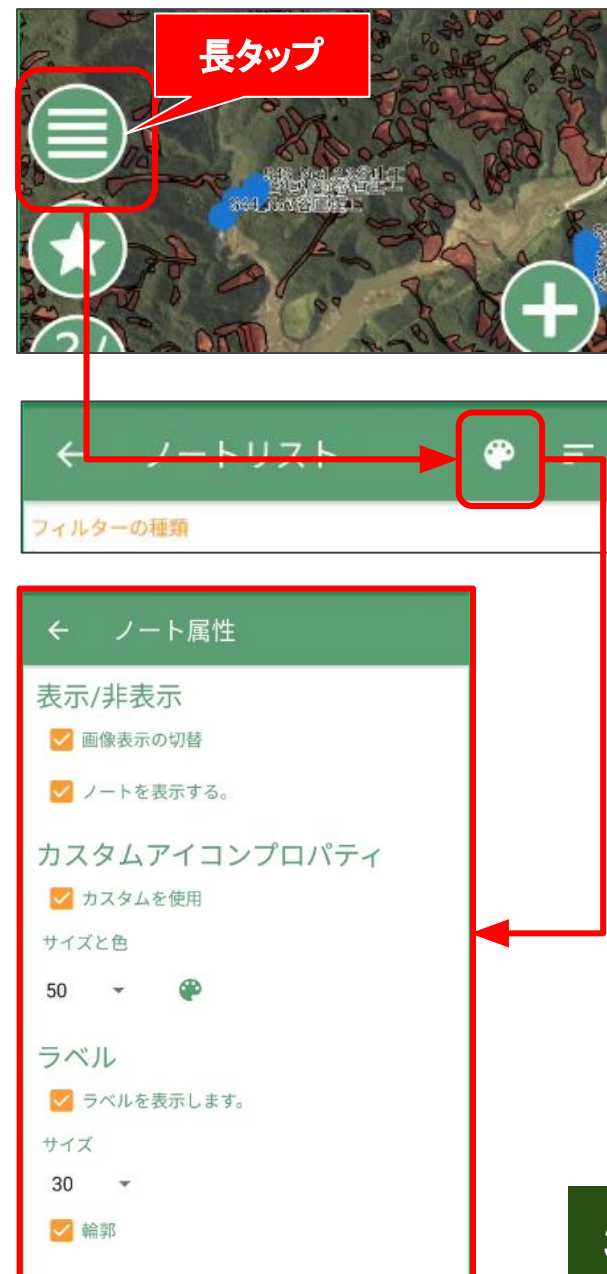 長タップ
ノートリスト
フィルターの種類
ノート属性
表示/非表示
画像表示の切替
ノートを表示する。
カスタムアイコンプロパティ
カスタムを使用
サイズと色
50
ラベル
ラベルを表示します。
サイズ
30
輪郭